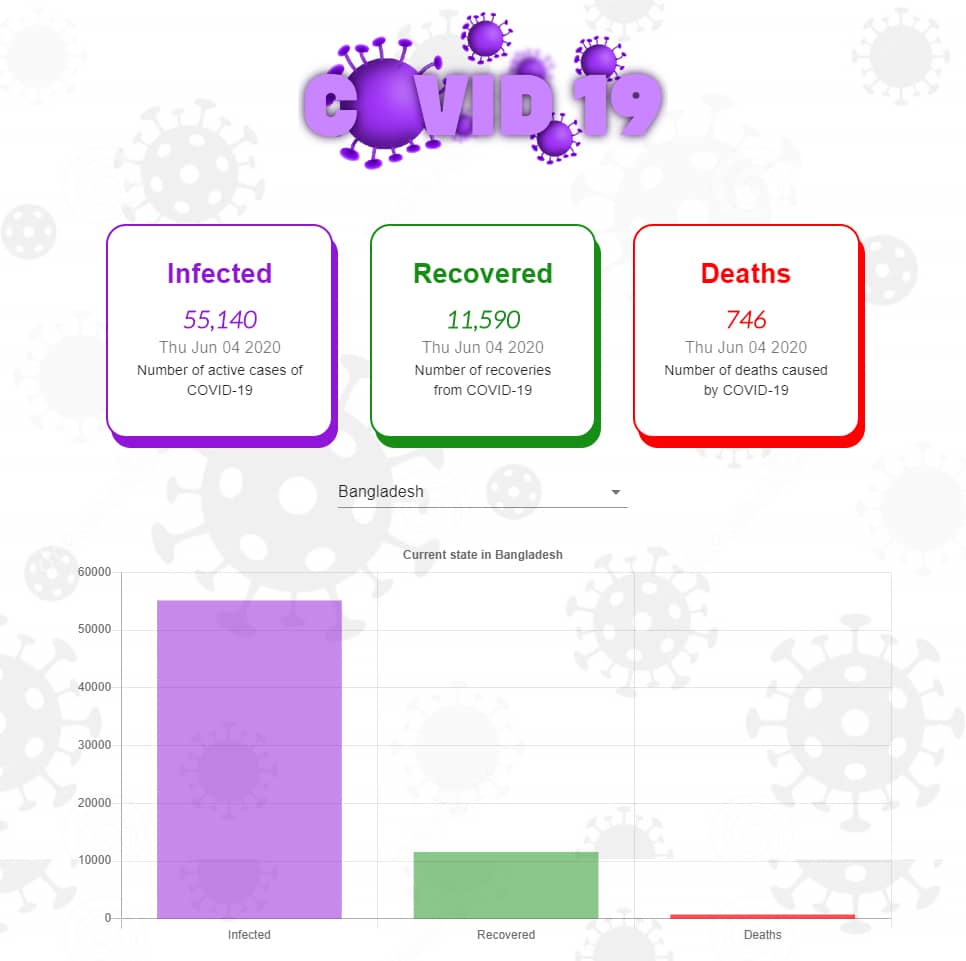 COVID 19
Infected
55,140
Thu Jun 04 2020
Number of active cases of
COVID-19
Recovered
11,590
Thu Jun 04 2020
Number of recoveries
from COVID-19
Deaths
746
Thu Jun 04 2020
Number of deaths caused
by COVID-19
Bangladesh
Current state in Bangladesh
60000
50000
40000
30000
20000
10000
0
Infected
Recovered
Deaths